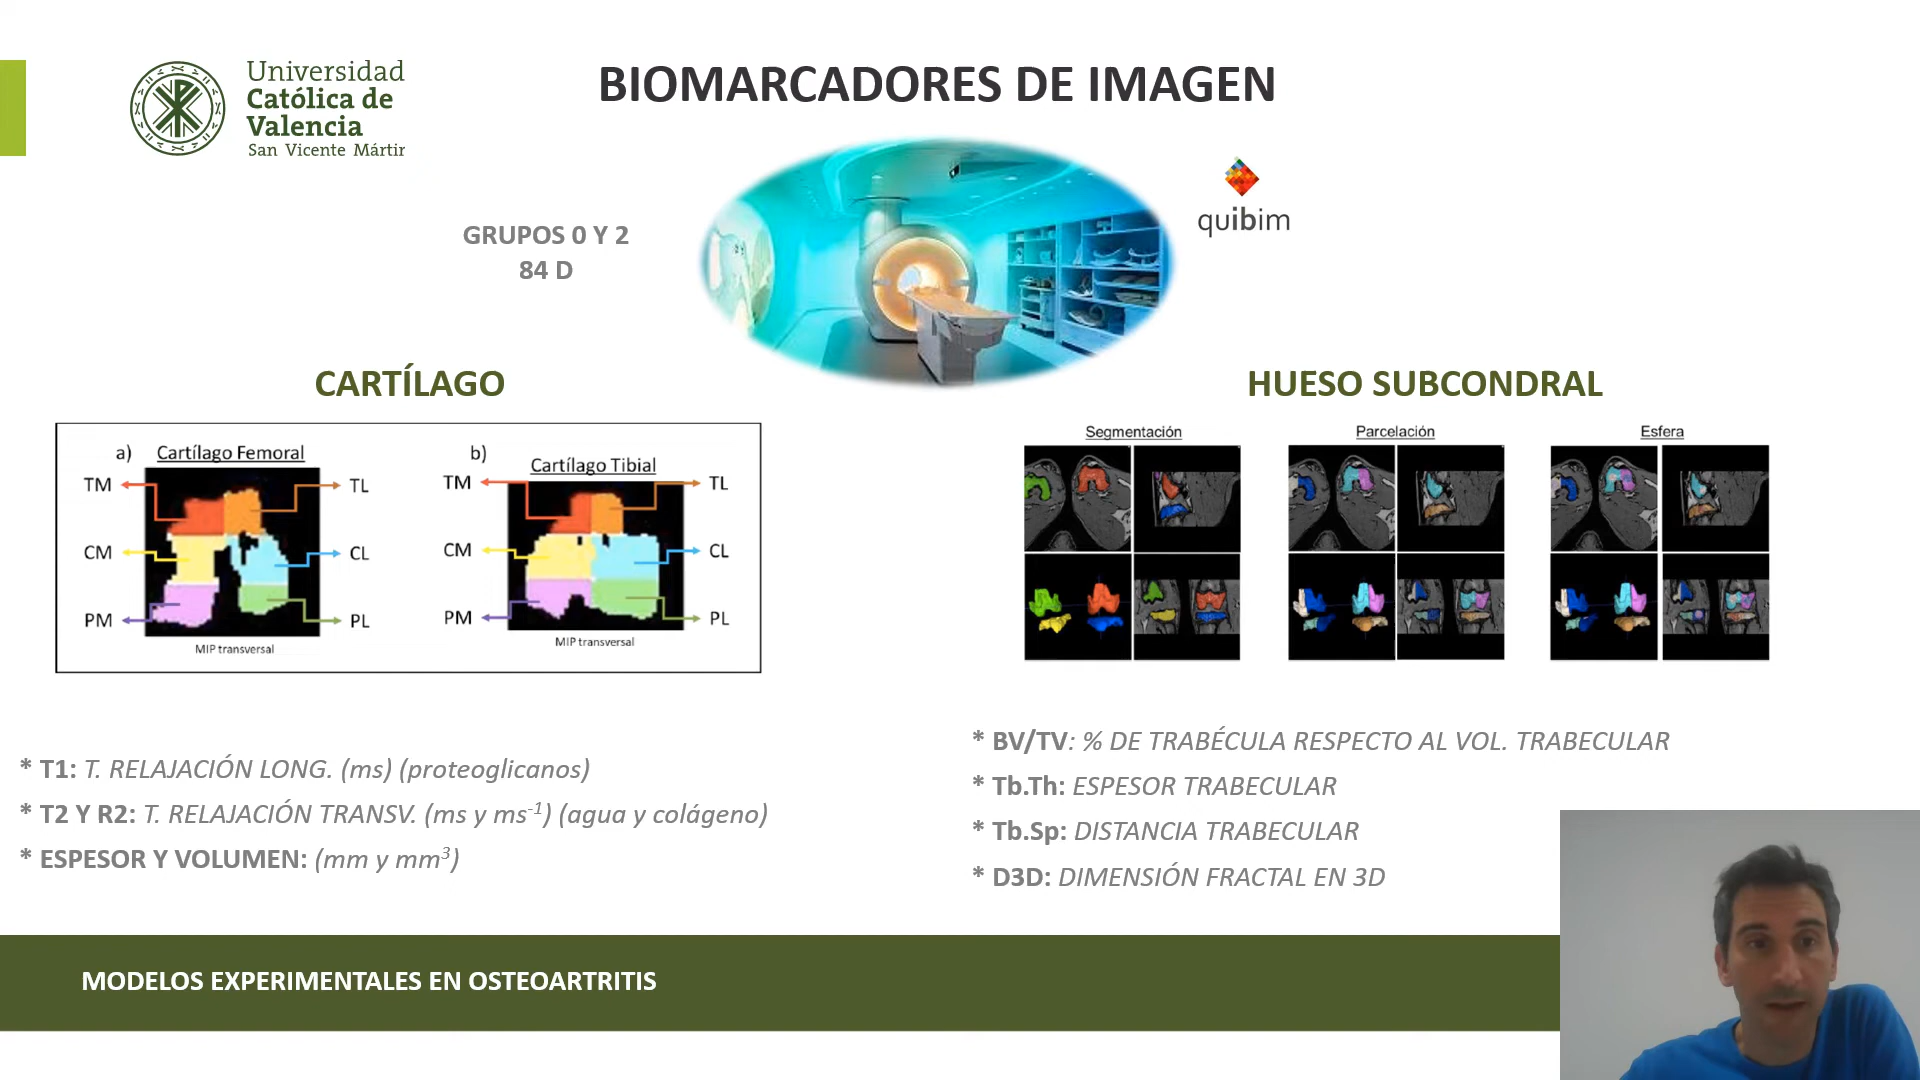 Universidad
Católica de
Valencia
San Vicente Mártir
BIOMARCADORES DE IMAGEN
quibim
GRUPOS 0 Y 2
84 D
CARTÍLAGO
a) Cartílago Femoral
TM
TL
CM
CL
PM
PL
MIP transversal
b) Cartílago Tibial
TM
TL
CM
CL
PM
PL
MIP transversal
* T1: T. RELAJACIÓN LONG. (ms) (proteoglicanos)
* T2 Y R2: T. RELAJACIÓN TRANSV. (ms y ms⁻¹) (agua y colágeno)
* ESPESOR Y VOLUMEN: (mm y mm³)
HUESO SUBCONDRAL
Segmentación
Parcelación
Esfera
* BV/TV: % DE TRABÉCULA RESPECTO AL VOL. TRABECULAR
* Tb.Th: ESPESOR TRABECULAR
* Tb.Sp: DISTANCIA TRABECULAR
* D3D: DIMENSIÓN FRACTAL EN 3D
MODELOS EXPERIMENTALES EN OSTEOARTRITIS